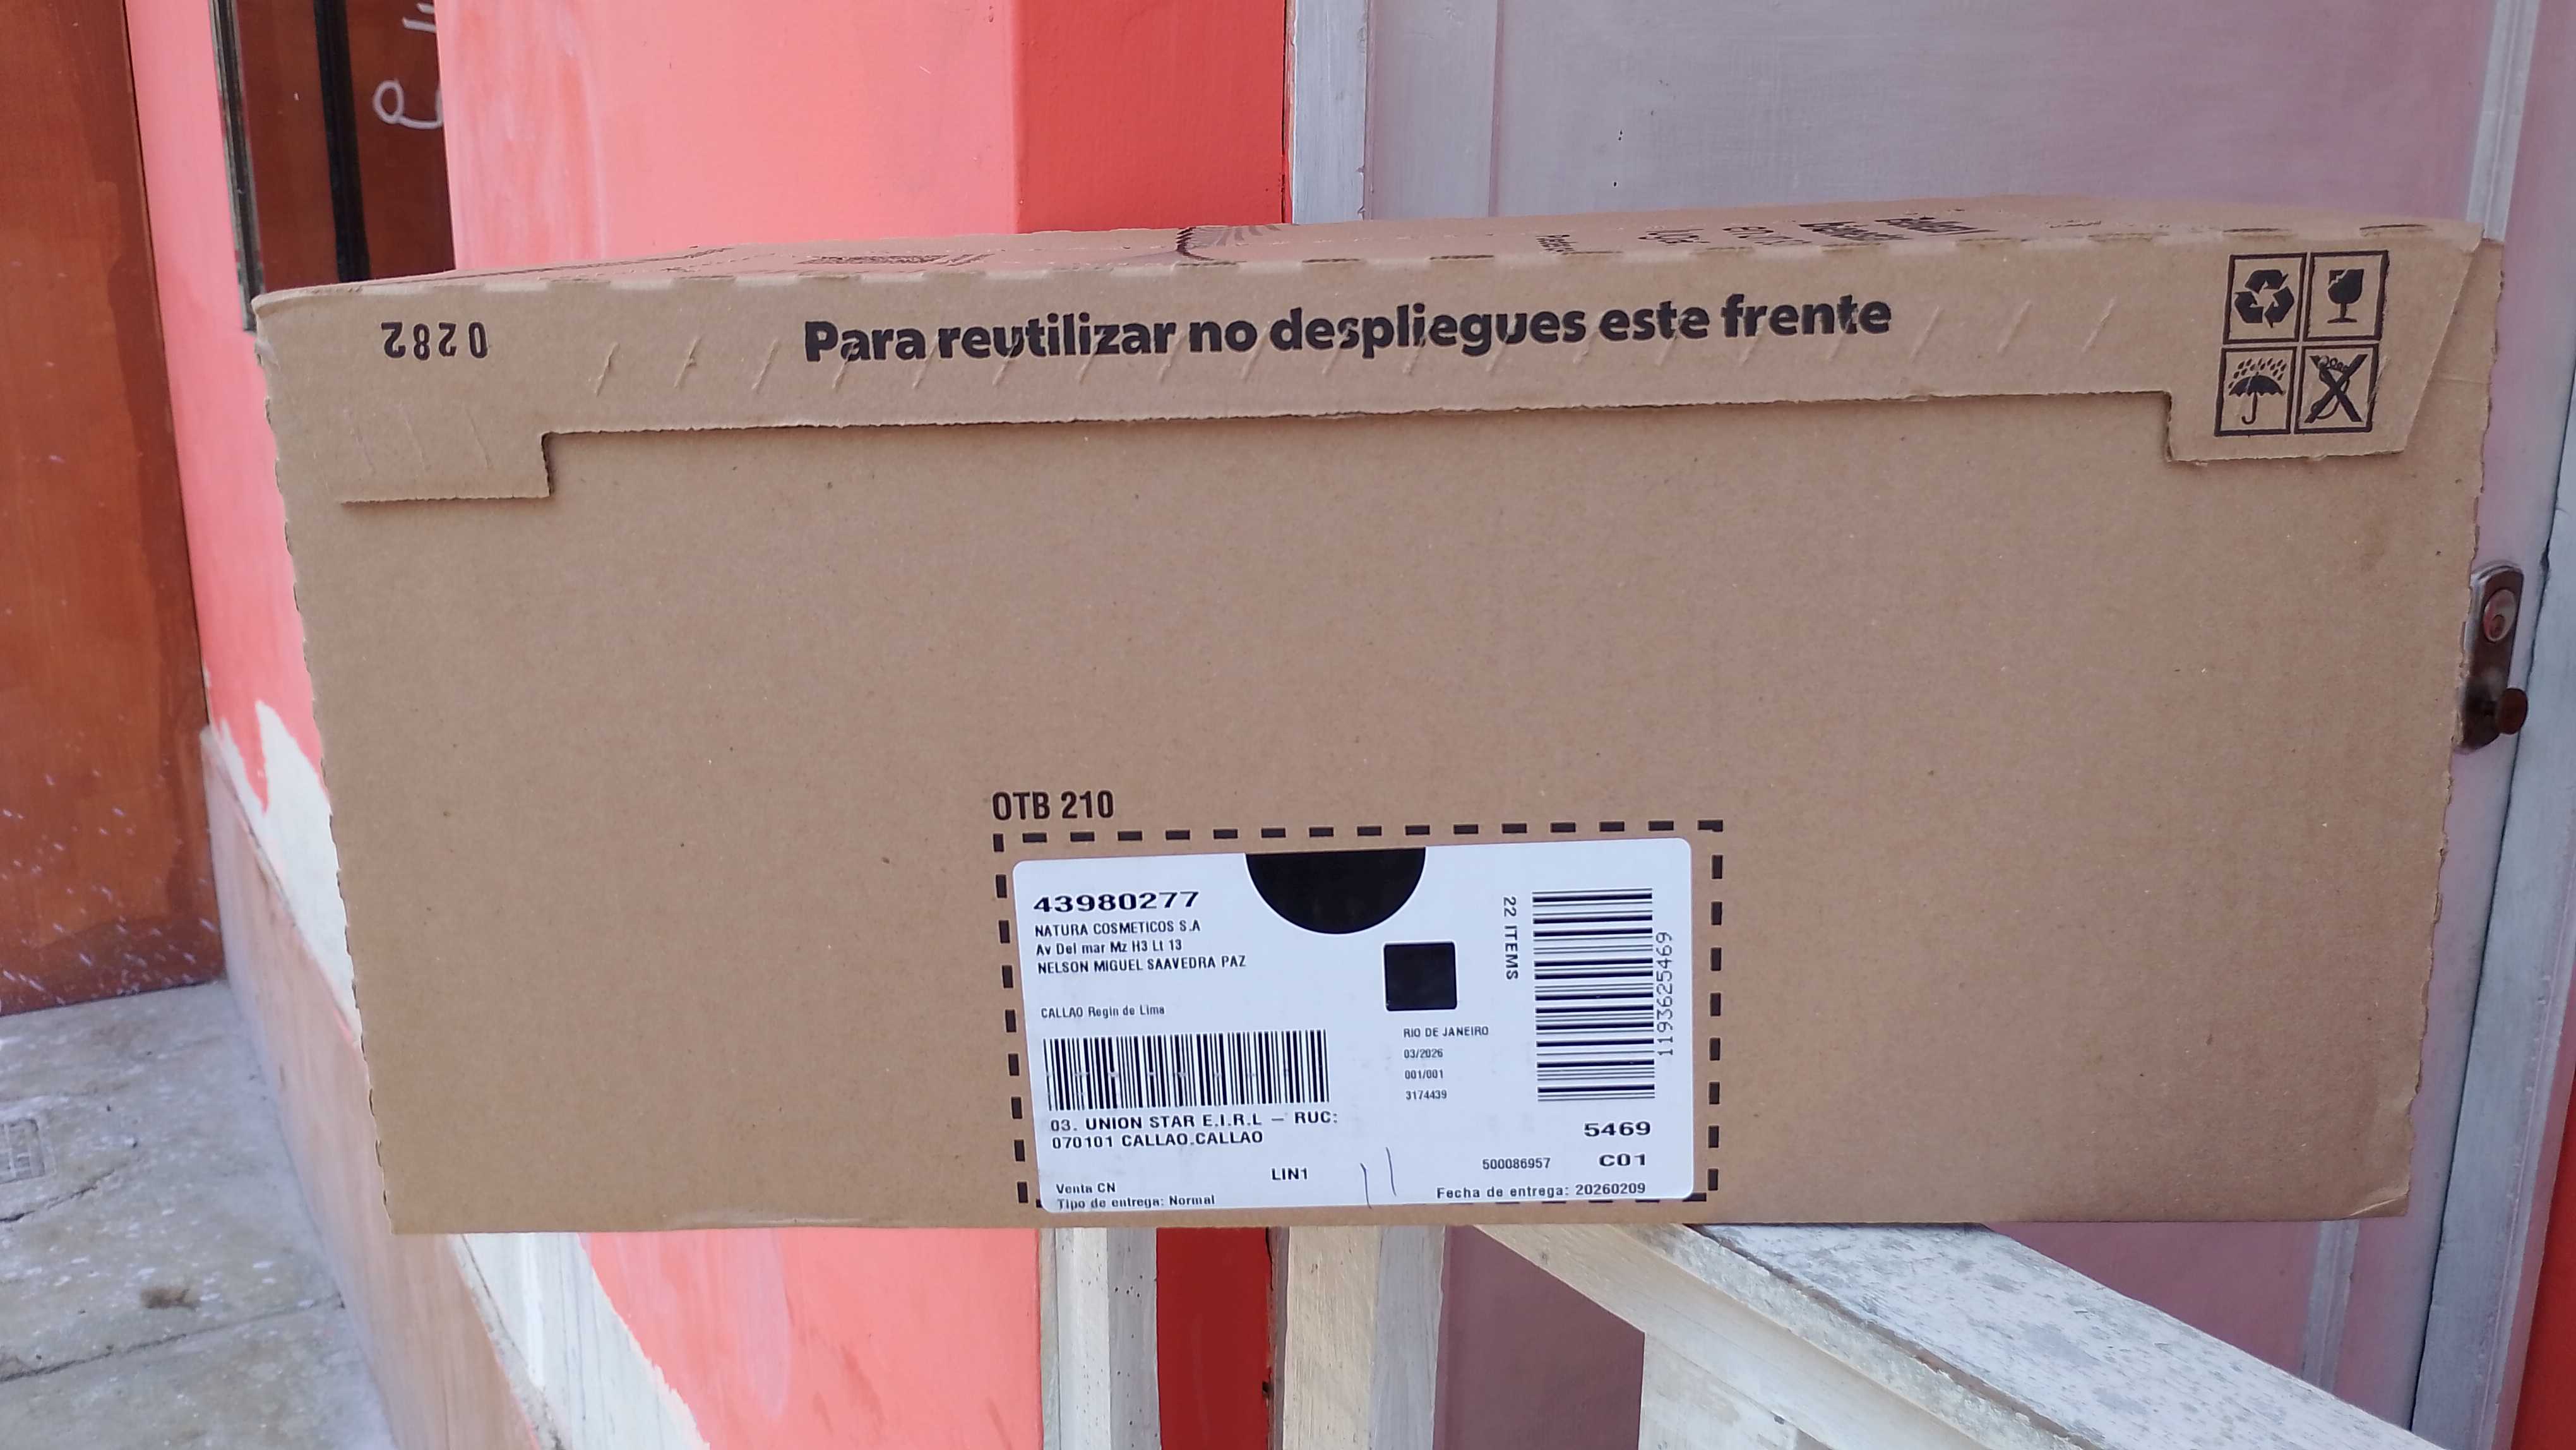 0282
Para reutilizar no despliegues este frente
OTB 210
43980277
NATURA COSMETICOS S.A
Av Del mar Mz H3 Lt 13
NELSON MIGUEL SAAVEDRA PAZ
CALLAO Regin de Lima
03. UNION STAR E.I.R.L – RUC:
070101 CALLAO.CALLAO
LIN1
Venta CN
Tipo de entrega: Normal
22 ITEMS
1193625469
RIO DE JANEIRO
03/2026
001/001
3174439
5469
500086957 C01
Fecha de entrega: 20260209